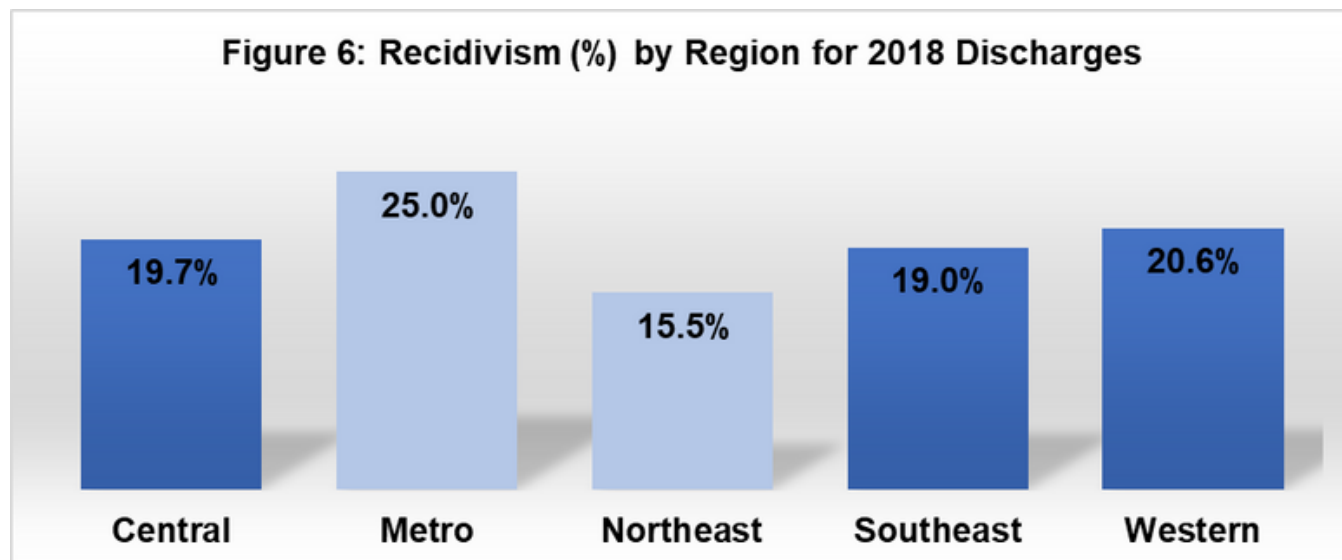 Figure 6: Recidivism (%) by Region for 2018 Discharges
25.0%
19.7%
20.6%
19.0%
15.5%
Central Metro Northeast Southeast Western